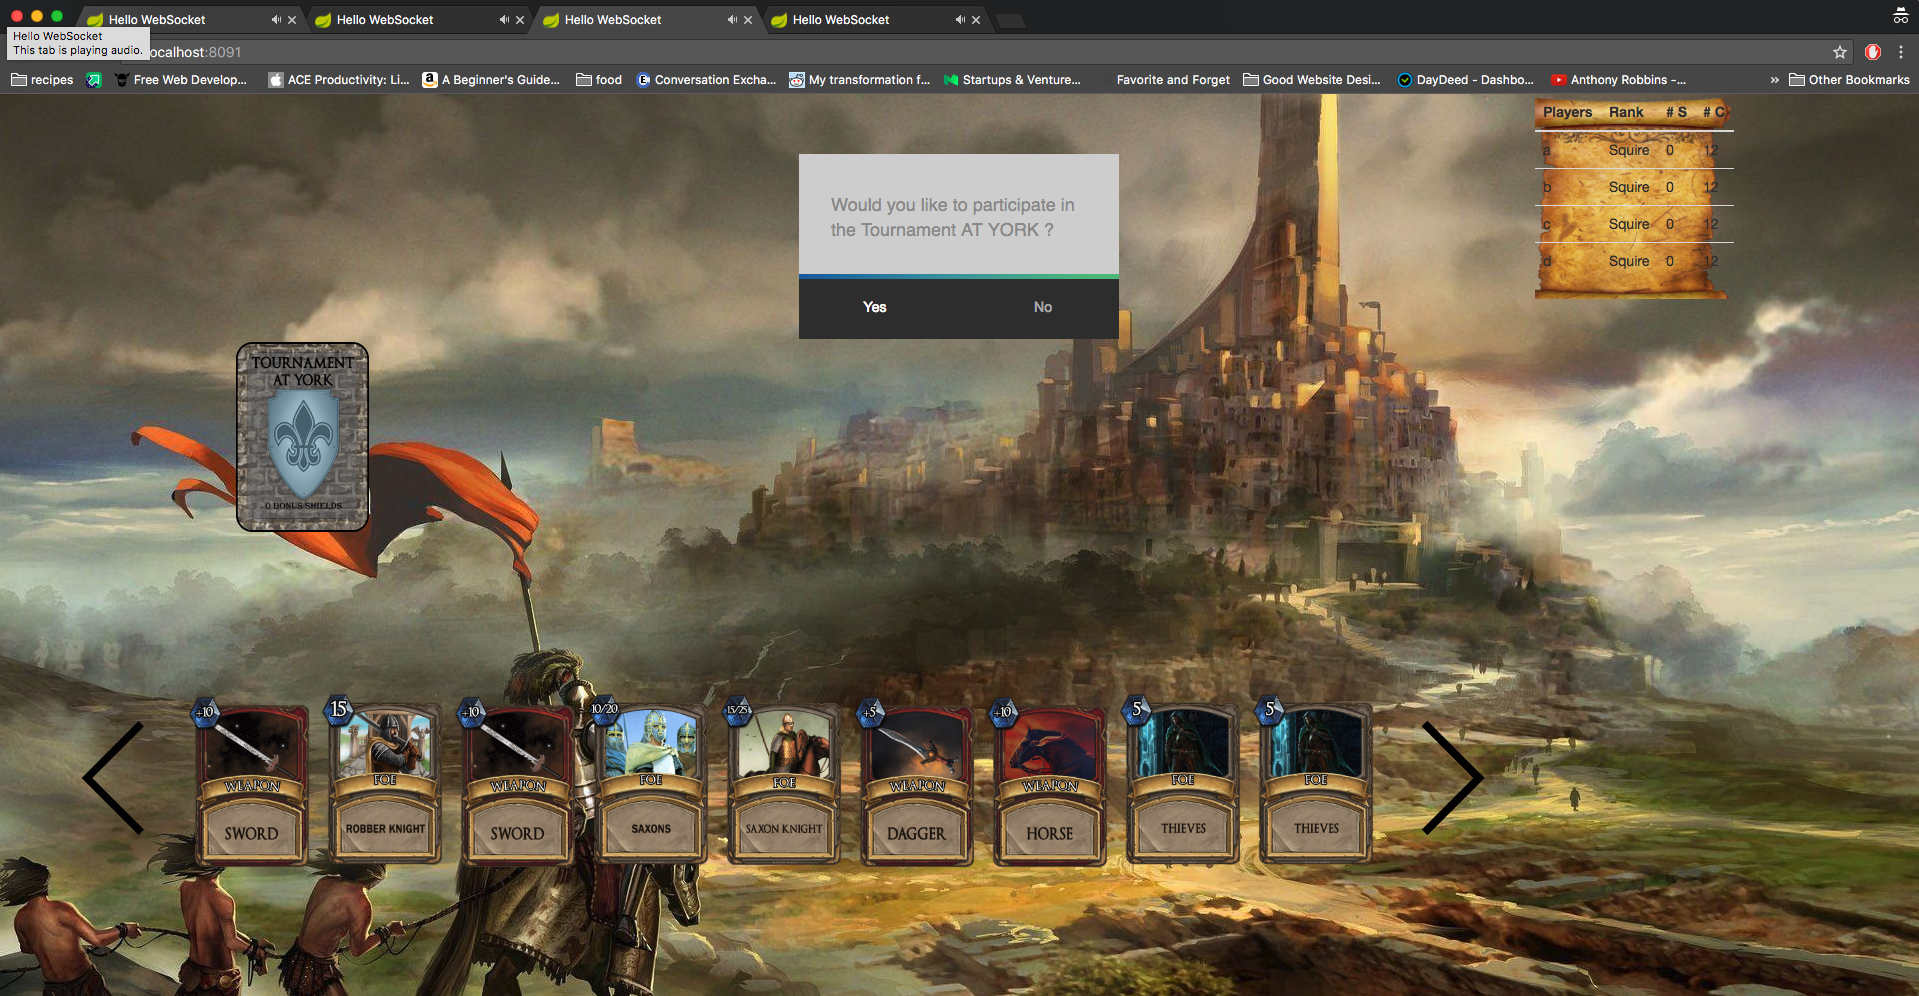 Hello WebSocket
Hello WebSocket
Hello WebSocket
Hello WebSocket
Hello WebSocket
This tab is playing audio.
ocalhost:8091
recipes
Free Web Develop...
ACE Productivity: Li...
A Beginner's Guide...
food
Conversation Excha...
My transformation f...
Startups & Venture...
Favorite and Forget
Good Website Desi...
DayDeed - Dashbo...
Anthony Robbins -...
»
Other Bookmarks
Players Rank # S # C
a Squire 0 12
b Squire 0 12
c Squire 0 12
d Squire 0 12
Would you like to participate in
the Tournament AT YORK ?
Yes No
TOURNAMENT
AT YORK
0 BONUS SHIELDS
+10
WEAPON
SWORD
15
FOE
ROBBER KNIGHT
+10
WEAPON
SWORD
10/20
FOE
SAXONS
15/25
FOE
SAXON KNIGHT
+5
WEAPON
DAGGER
+10
WEAPON
HORSE
5
FOE
THIEVES
5
FOE
THIEVES